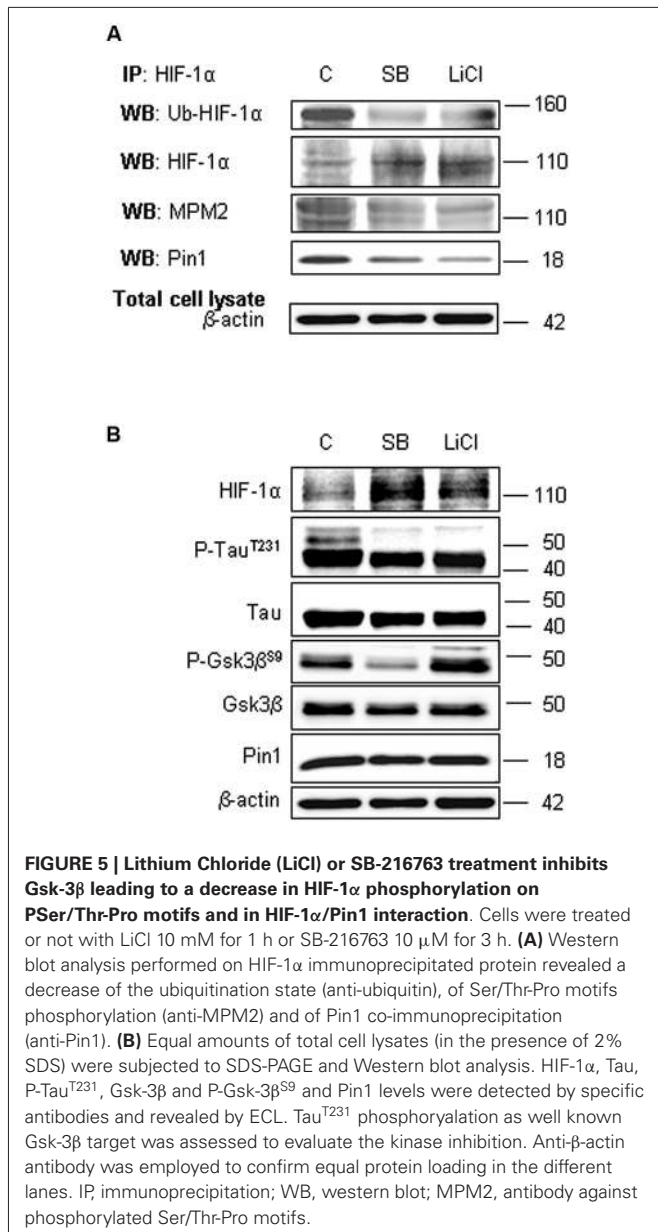 A
IP: HIF-1α C SB LiCl
WB: Ub-HIF-1α 160
WB: HIF-1α 110
WB: MPM2 110
WB: Pin1 18
Total cell lysate
β-actin 42
B
C SB LiCl
HIF-1α 110
P-Tau^T231 50
40
Tau 50
40
P-Gsk3β^S9 50
Gsk3β 50
Pin1 18
β-actin 42
FIGURE 5 | Lithium Chloride (LiCl) or SB-216763 treatment inhibits
Gsk-3β leading to a decrease in HIF-1α phosphorylation on
PSer/Thr-Pro motifs and in HIF-1α/Pin1 interaction. Cells were treated
or not with LiCl 10 mM for 1 h or SB-216763 10 μM for 3 h. (A) Western
blot analysis performed on HIF-1α immunoprecipitated protein revealed a
decrease of the ubiquitination state (anti-ubiquitin), of Ser/Thr-Pro motifs
phosphorylation (anti-MPM2) and of Pin1 co-immunoprecipitation
(anti-Pin1). (B) Equal amounts of total cell lysates (in the presence of 2%
SDS) were subjected to SDS-PAGE and Western blot analysis. HIF-1α, Tau,
P-Tau^T231, Gsk-3β and P-Gsk-3β^S9 and Pin1 levels were detected by specific
antibodies and revealed by ECL. Tau^T231 phosphoryalation as well known
Gsk-3β target was assessed to evaluate the kinase inhibition. Anti-β-actin
antibody was employed to confirm equal protein loading in the different
lanes. IP, immunoprecipitation; WB, western blot; MPM2, antibody against
phosphorylated Ser/Thr-Pro motifs.